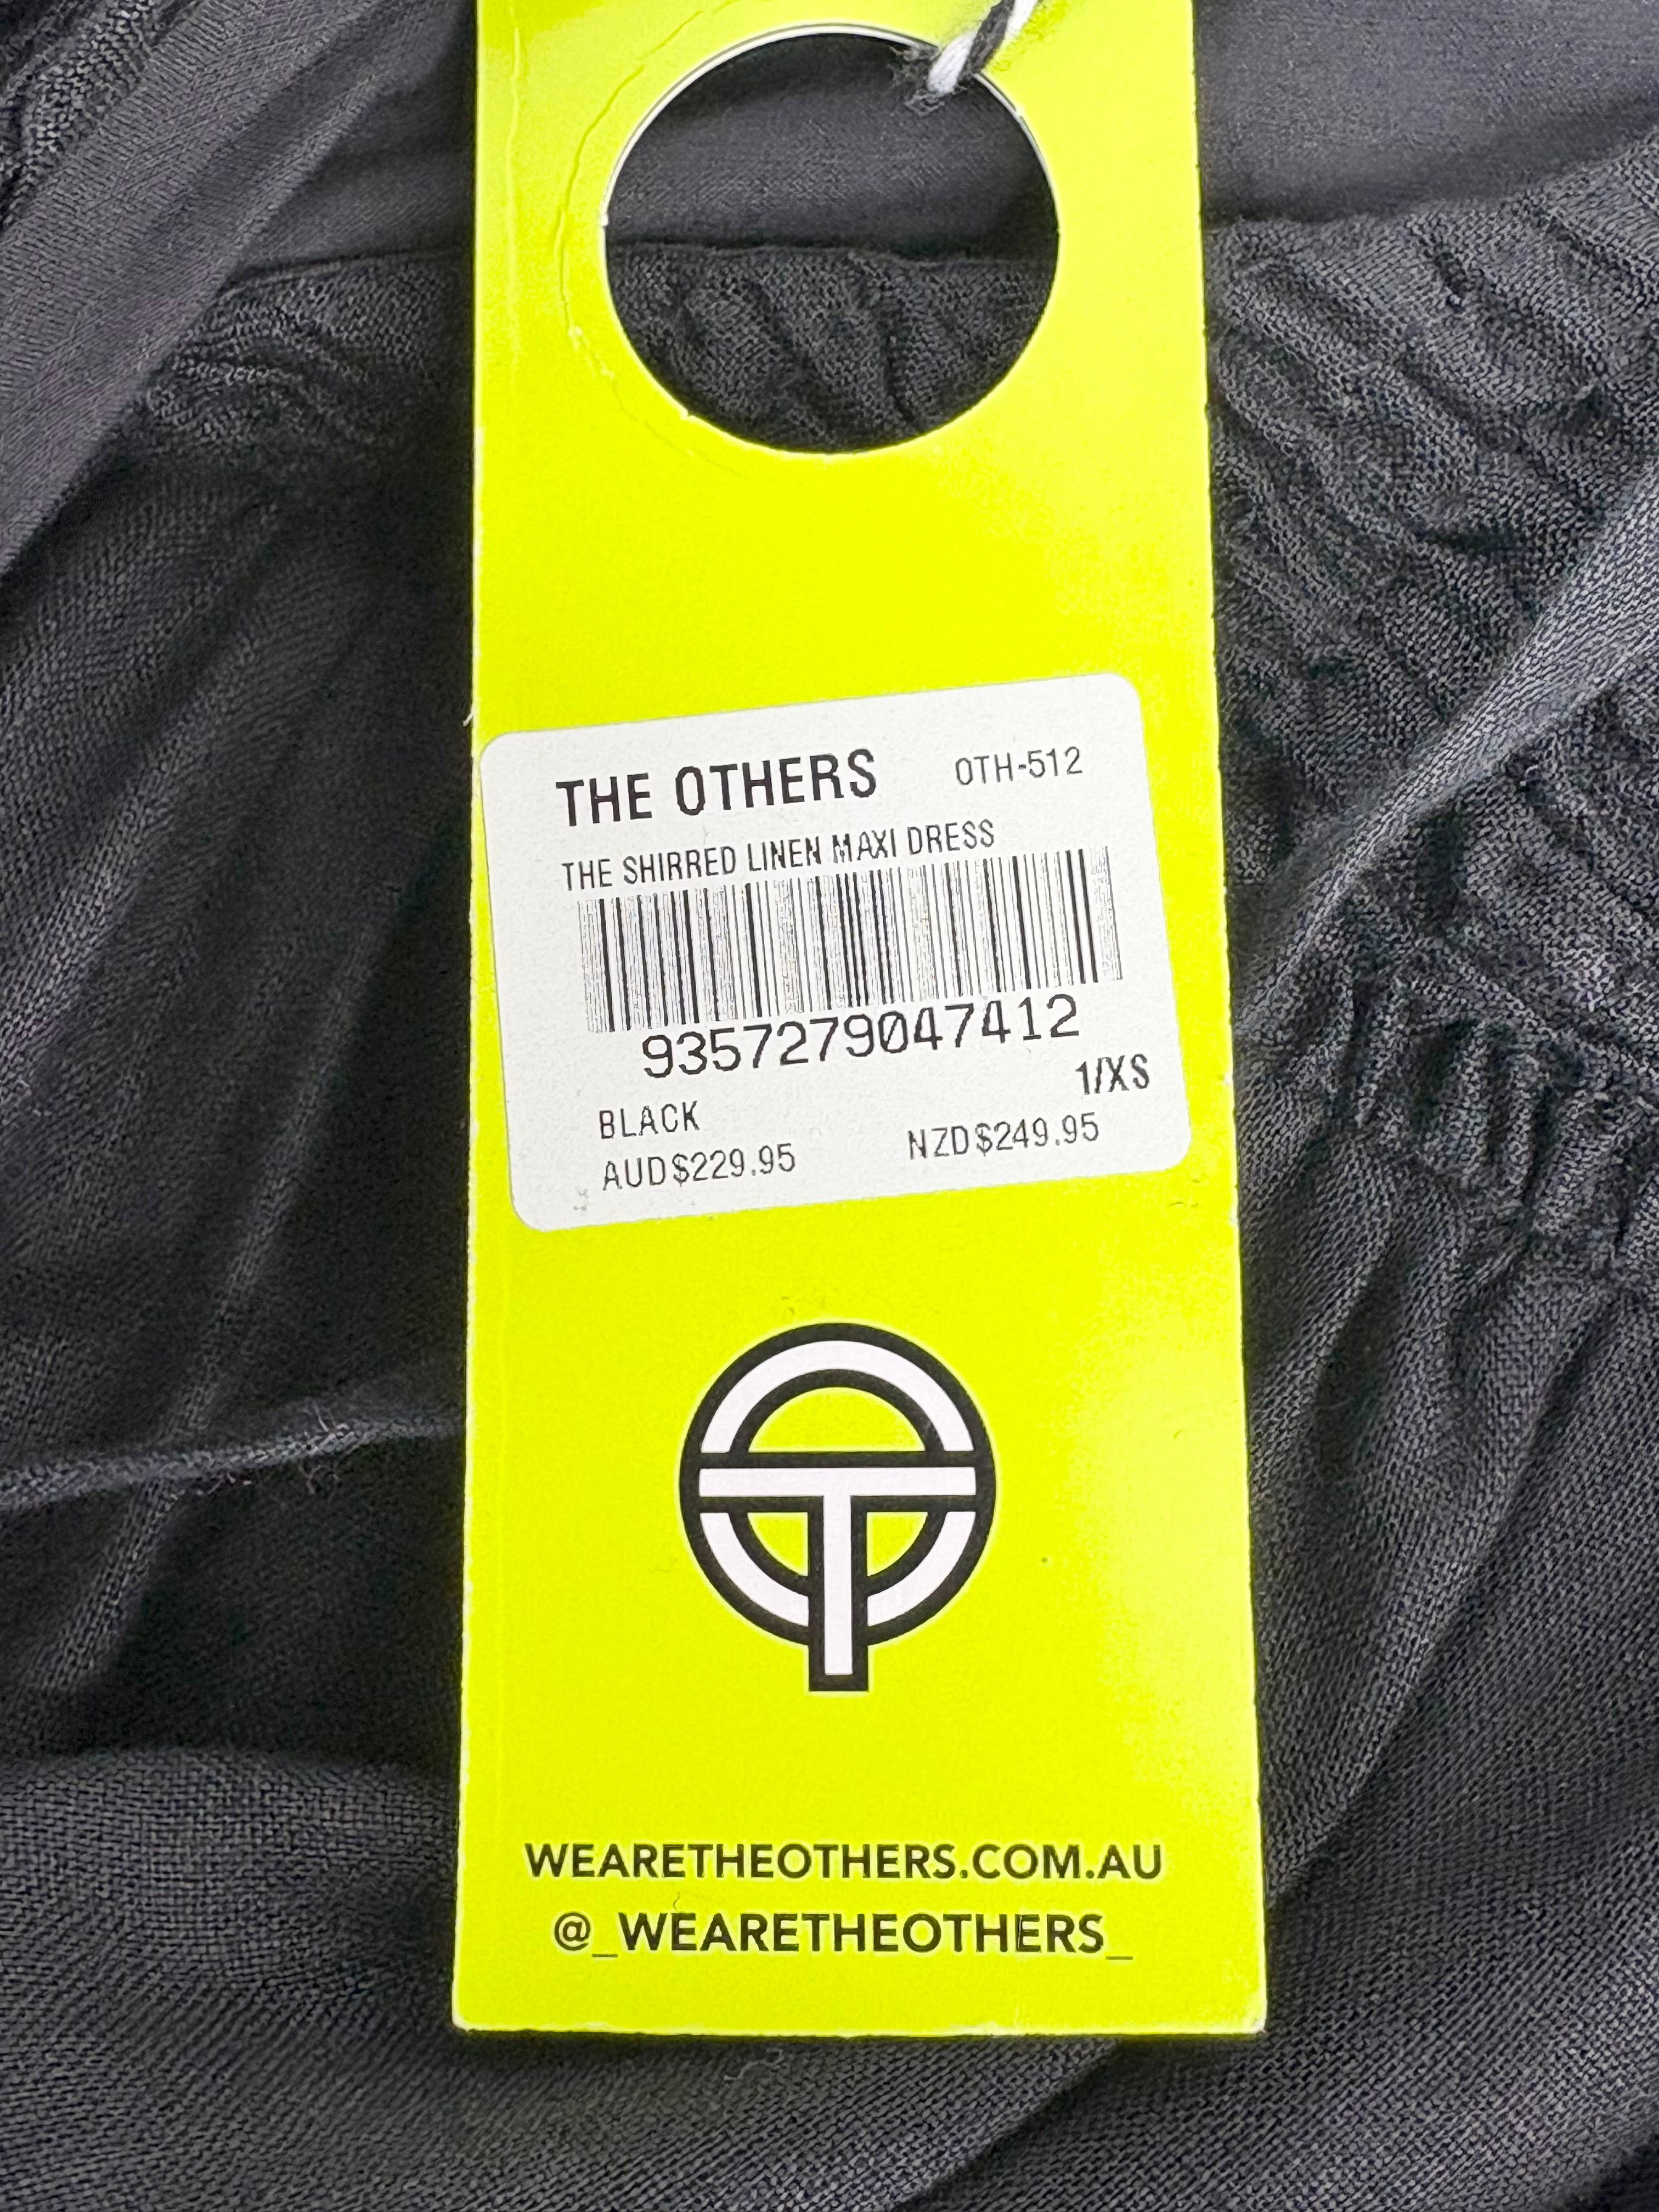 THE OTHERS OTH-512
THE SHIRRED LINEN MAXI DRESS
9357279047412
1/XS
BLACK
AUD$229.95 NZD$249.95
WEARETHEOTHERS.COM.AU
@_WEARETHEOTHERS_